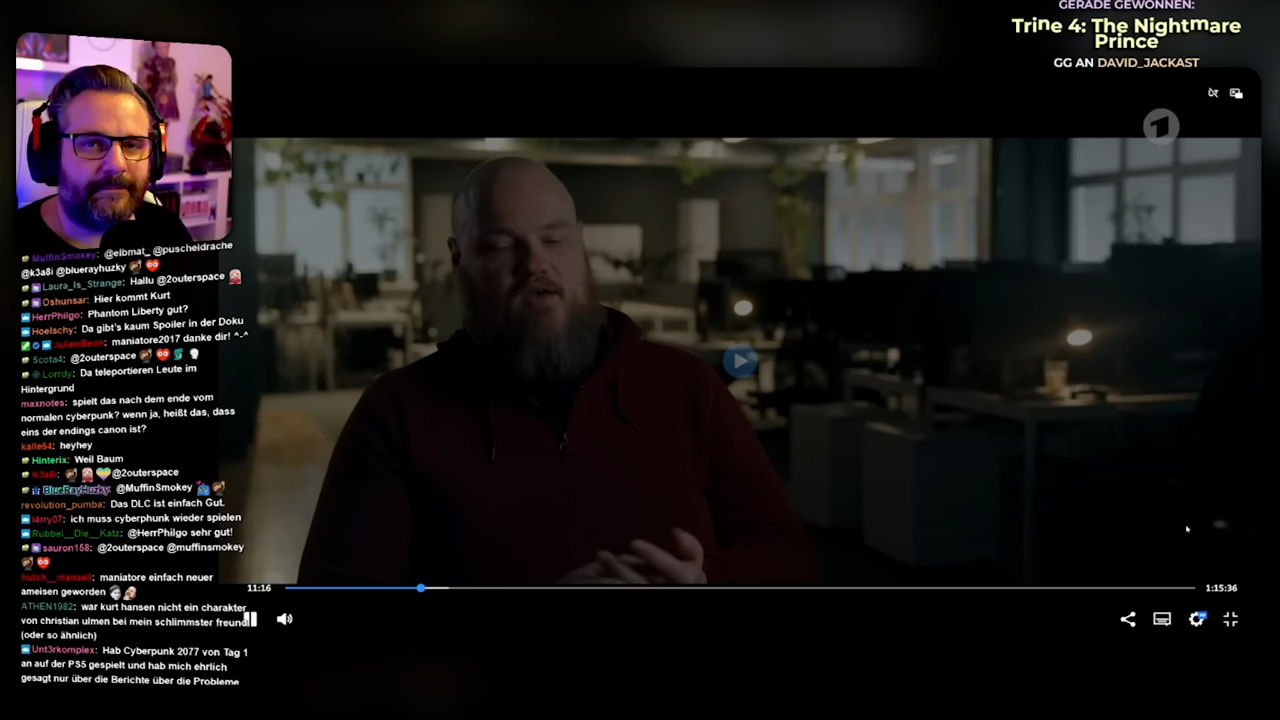 GERADE GEWONNEN:
Trine 4: The Nightmare
Prince
GG AN DAVID_JACKAST
MuffinSmokey: @eibmat_ @puscheldrache
@k3a8i @bluerayhuzky
Laura_Is_Strange: Hallu @2outerspace
Oshunsar: Hier kommt Kurt
HerrPhilgo: Phantom Liberty gut?
Hoelschy: Da gibt's kaum Spoiler in der Doku
JulienBeon: maniatore2017 danke dir! ^-^
Scota4: @2outerspace
Lorrdy: Da teleportieren Leute im
Hintergrund
maxnotes: spielt das nach dem ende vom
normalen cyberpunk? wenn ja, heißt das, dass
eins der endings canon ist?
kalle64: heyhey
Hinterix: Weil Baum
K3a8i: @2outerspace
BlueRayHuzky: @MuffinSmokey
revolution_pumba: Das DLC ist einfach Gut.
l4rry07: ich muss cyberphunk wieder spielen
Rubbel__Die__Katz: @HerrPhilgo sehr gut!
sauron158: @2outerspace @muffinsmokey
hutch__mansell: maniatore einfach neuer
ameisen geworden
ATHEN1982: war kurt hansen nicht ein charakter
von christian ulmen bei mein schlimmster freund
(oder so ähnlich)
Unt3rkomplex: Hab Cyberpunk 2077 von Tag 1
an auf der PS5 gespielt und hab mich ehrlich
gesagt nur über die Berichte über die Probleme
11:16
1:15:36